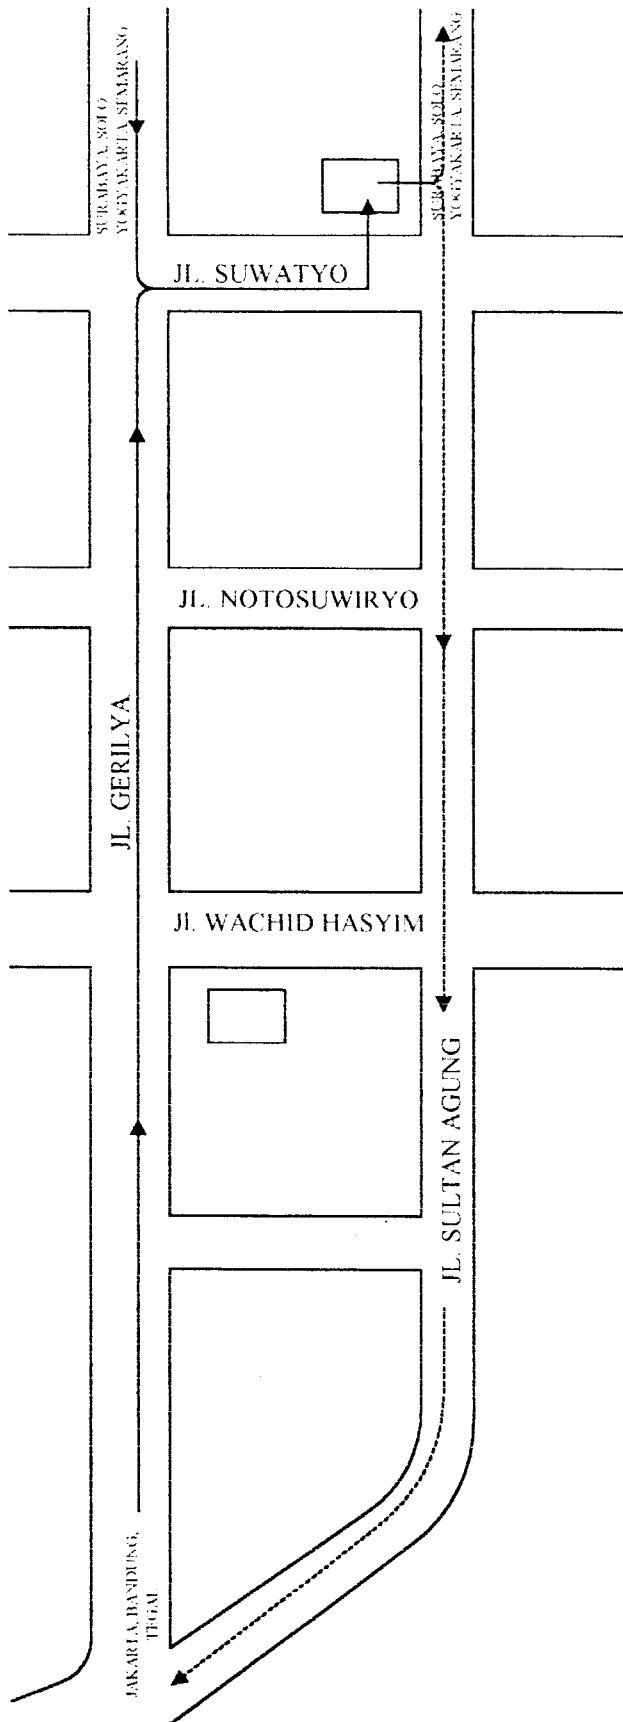 SURABAYA, SOLO
YOGYAKARTA, SEMARANG
SURABAYA, SOLO,
YOGYAKARTA, SEMARANG
JL. SUWATYO
JL. NOTOSUWIRYO
JL. GERILYA
Jl. WACHID HASYIM
JL. SULTAN AGUNG
JAKARTA, BANDUNG,
TEGAL